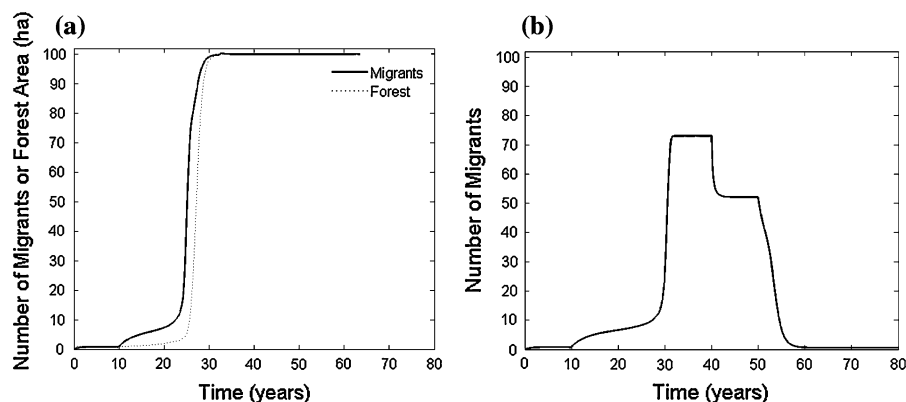 (a)
Number of Migrants or Forest Area (ha)
100
90
80
70
60
50
40
30
20
10
0
Migrants
Forest
0 10 20 30 40 50 60 70 80
Time (years)
(b)
Number of Migrants
100
90
80
70
60
50
40
30
20
10
0
0 10 20 30 40 50 60 70 80
Time (years)